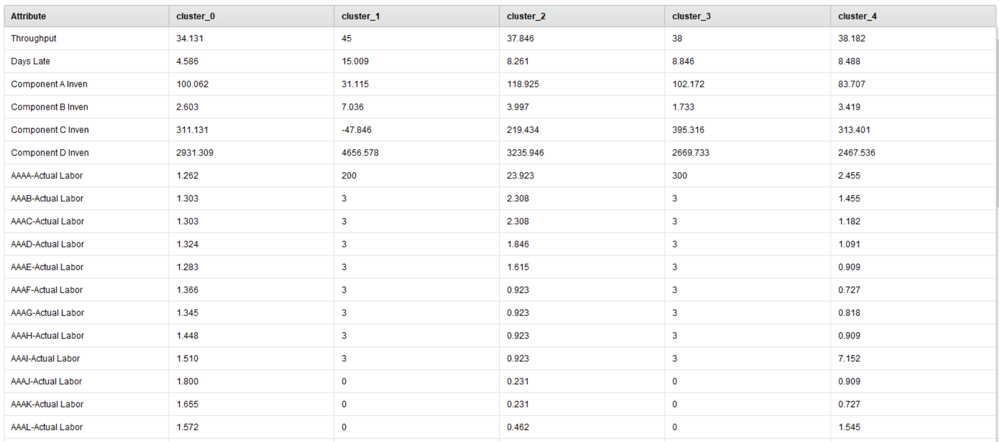 Attribute cluster_0 cluster_1 cluster_2 cluster_3 cluster_4
Throughput 34.131 45 37.846 38 38.182
Days Late 4.586 15.009 8.261 8.846 8.488
Component A Inven 100.062 31.115 118.925 102.172 83.707
Component B Inven 2.603 7.036 3.997 1.733 3.419
Component C Inven 311.131 -47.846 219.434 395.316 313.401
Component D Inven 2931.309 4656.578 3235.946 2669.733 2467.536
AAAA-Actual Labor 1.262 200 23.923 300 2.455
AAAB-Actual Labor 1.303 3 2.308 3 1.455
AAAC-Actual Labor 1.303 3 2.308 3 1.182
AAAD-Actual Labor 1.324 3 1.846 3 1.091
AAAE-Actual Labor 1.283 3 1.615 3 0.909
AAAF-Actual Labor 1.366 3 0.923 3 0.727
AAAG-Actual Labor 1.345 3 0.923 3 0.818
AAAH-Actual Labor 1.448 3 0.923 3 0.909
AAAI-Actual Labor 1.510 3 0.923 3 7.152
AAAJ-Actual Labor 1.800 0 0.231 0 0.909
AAAK-Actual Labor 1.655 0 0.231 0 0.727
AAAL-Actual Labor 1.572 0 0.462 0 1.545